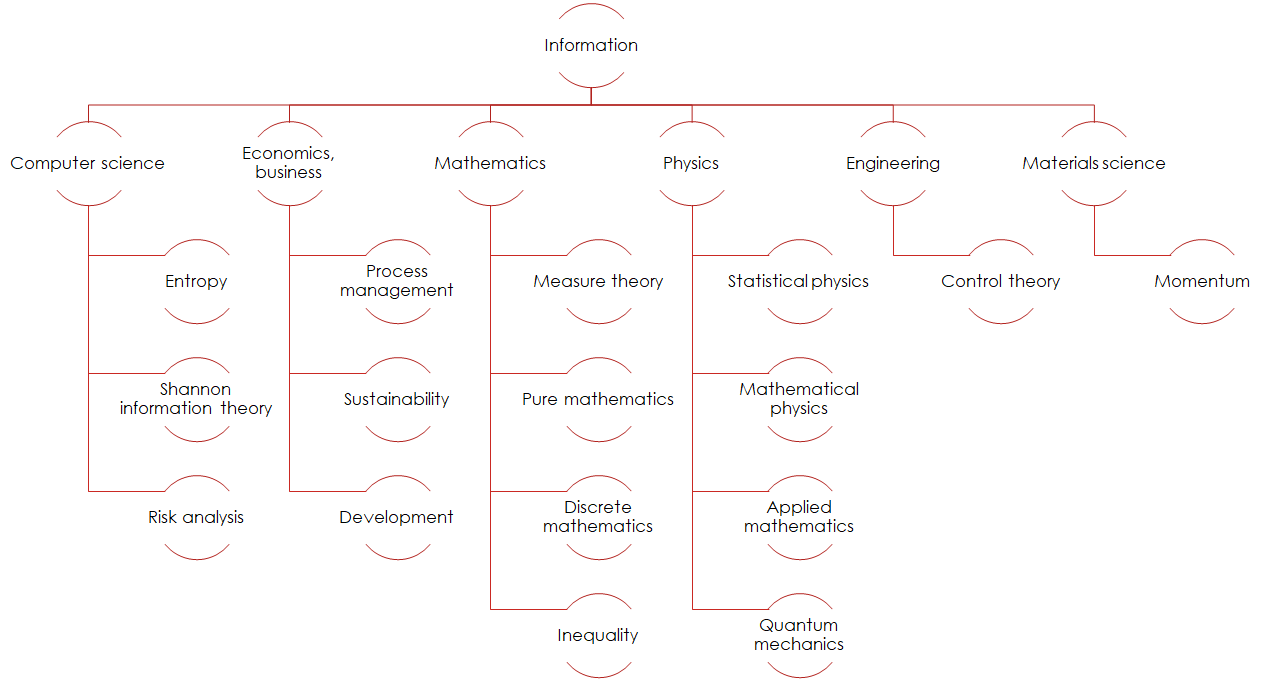 Information
Computer science
Economics,
business
Mathematics
Physics
Engineering
Materials science
Entropy
Process
management
Measure theory
Statistical physics
Control theory
Momentum
Shannon
information theory
Sustainability
Pure mathematics
Mathematical
physics
Risk analysis
Development
Discrete
mathematics
Applied
mathematics
Inequality
Quantum
mechanics